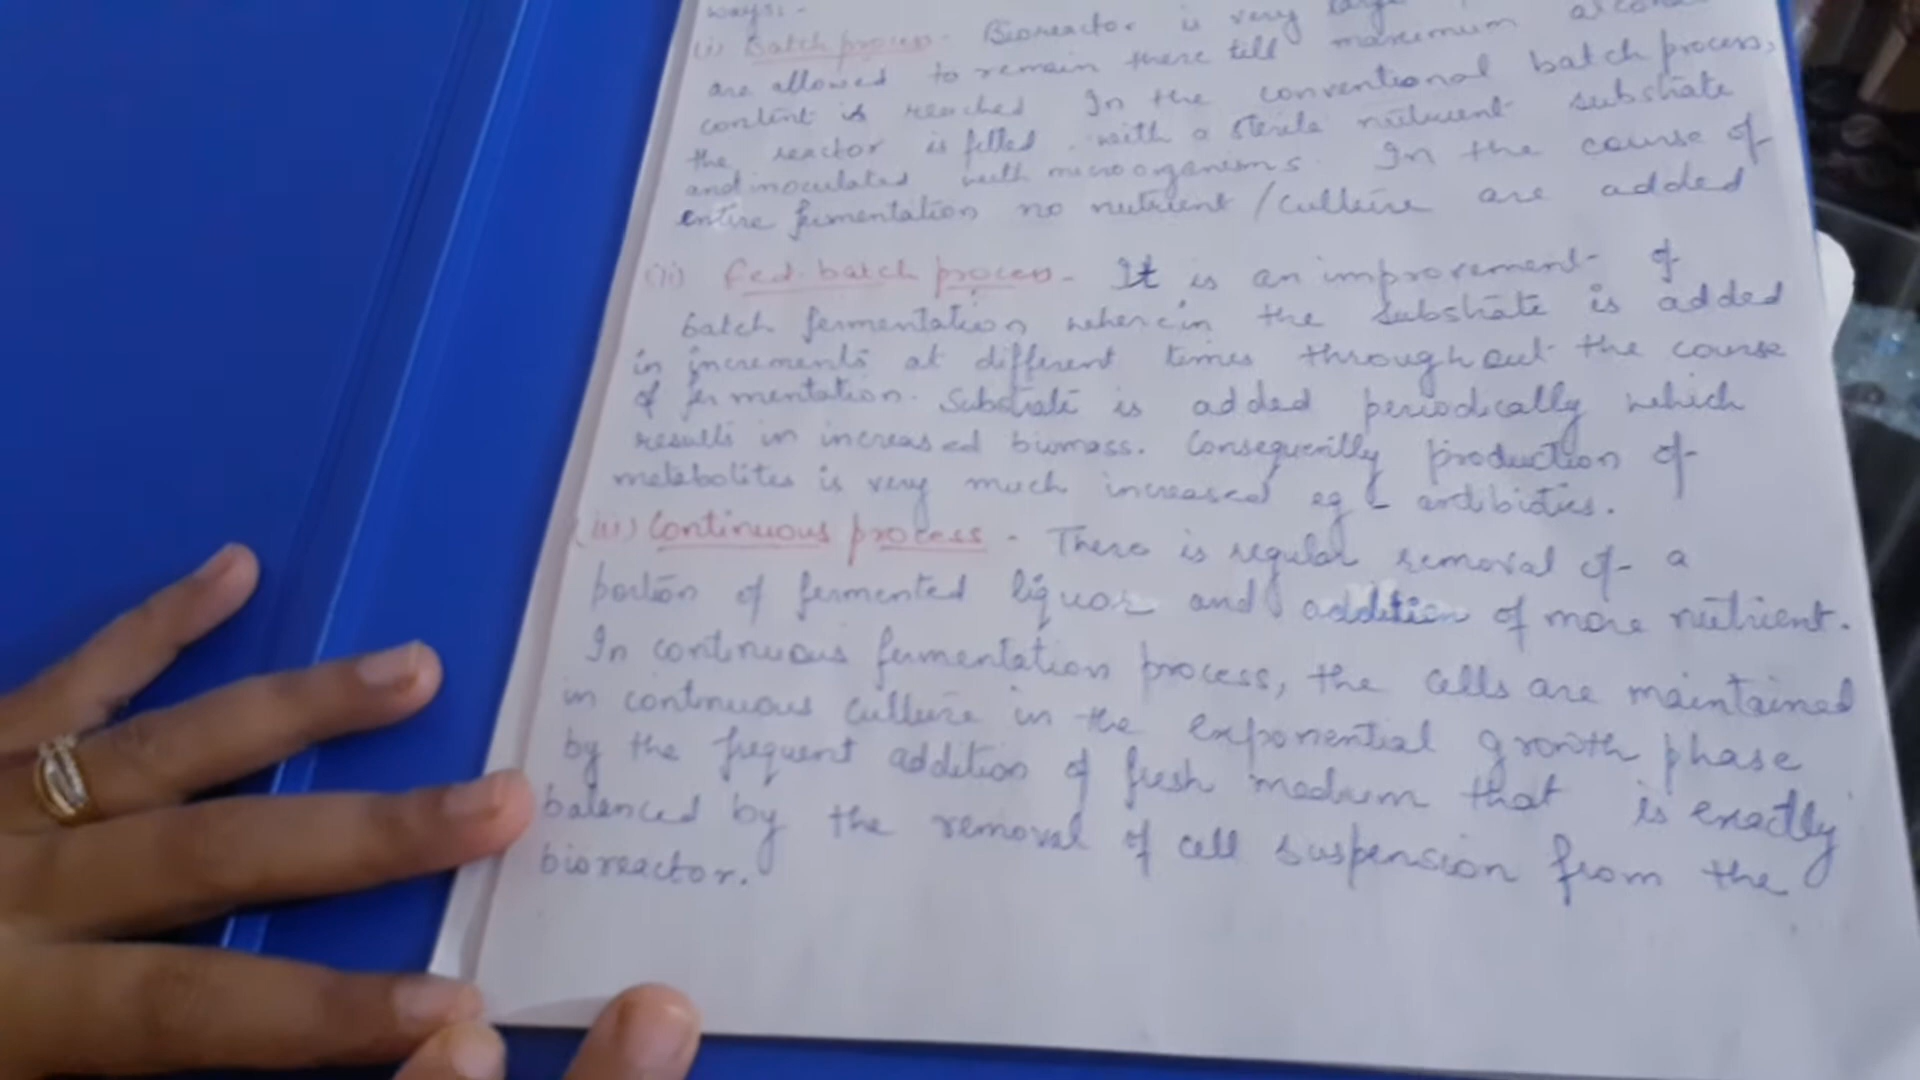 ways:-
(i) Batch process- Bioreactor is very large
are allowed to remain there till maximum alcohol
content is reached In the conventional batch process,
the reactor is filled with a sterile nutrient substrate
and inoculated with microorganisms. In the course of
entire fermentation no nutrient / culture are added
(ii) Fed-batch process- It is an improvement of
batch fermentation wherein the substrate is added
in increments at different times throughout the course
of fermentation. Substrate is added periodically which
results in increased biomass. Consequently production of
metabolites is very much increased eg - antibiotics.
(iii) Continuous process - There is regular removal of a
portion of fermented liquor and addition of more nutrient.
In continuous fermentation process, the cells are maintained
in continuous culture in the exponential growth phase
by the frequent addition of fresh medium that is exactly
balanced by the removal of cell suspension from the
bioreactor.